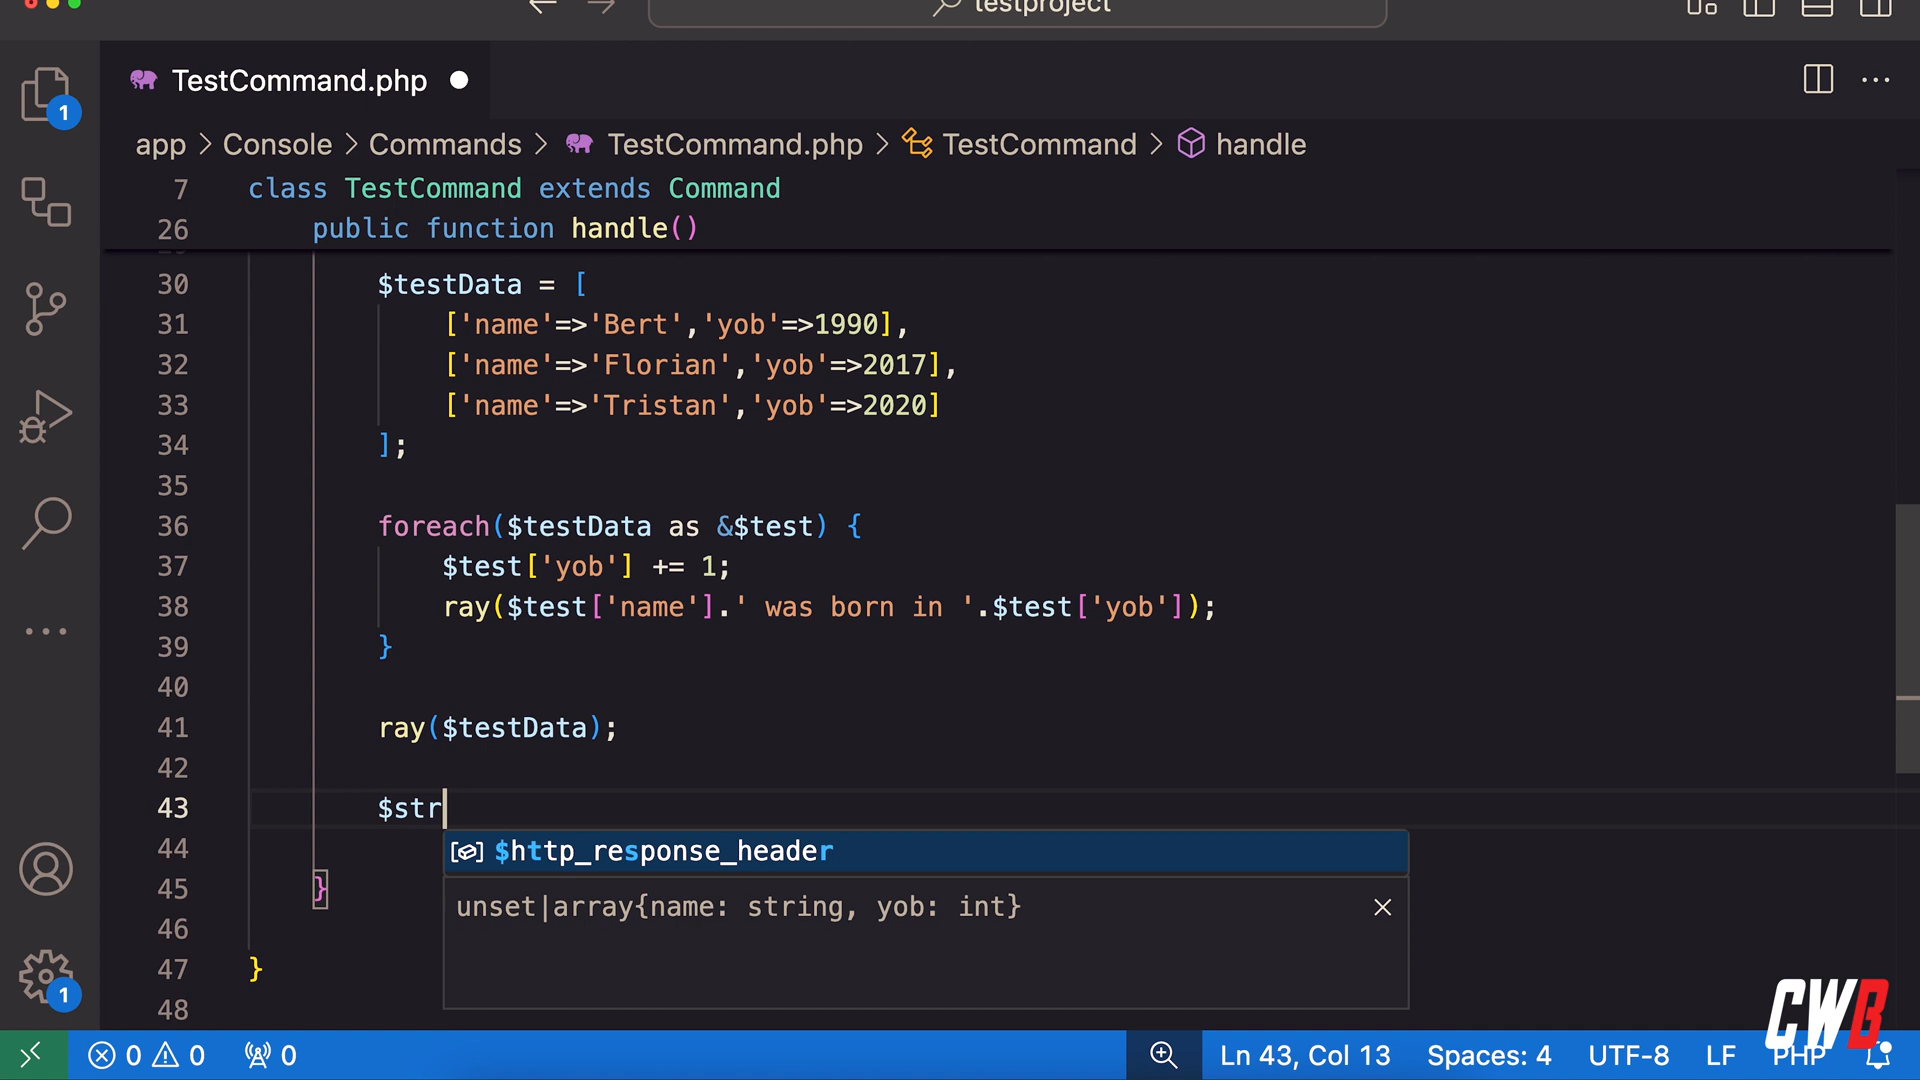 testproject
TestCommand.php
1
app > Console > Commands > TestCommand.php > TestCommand > handle
7 class TestCommand extends Command
26 public function handle()
30 $testData = [
31 ['name'=>'Bert','yob'=>1990],
32 ['name'=>'Florian','yob'=>2017],
33 ['name'=>'Tristan','yob'=>2020]
34 ];
35
36 foreach($testData as &$test) {
37 $test['yob'] += 1;
38 ray($test['name'].' was born in '.$test['yob']);
39 }
40
41 ray($testData);
42
43 $str
44 $http_response_header
45 }
unset|array{name: string, yob: int}
46
47 }
1
48
CWB
0 0 0 Ln 43, Col 13 Spaces: 4 UTF-8 LF PHP